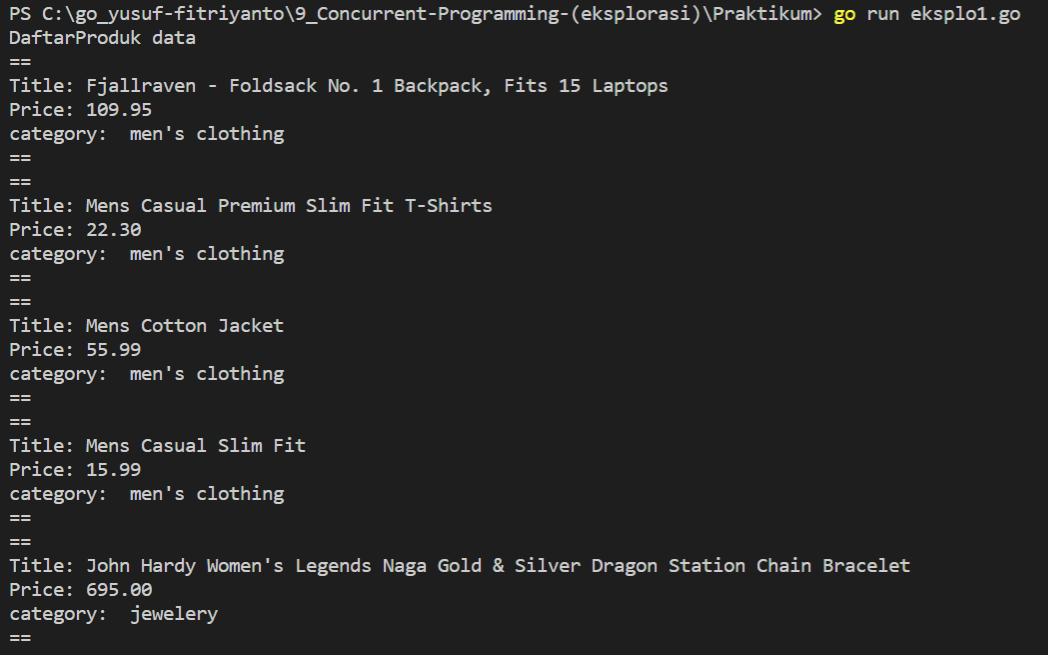 PS C:\go_yusuf-fitriyanto\9_Concurrent-Programming-(eksplorasi)\Praktikum> go run eksplo1.go
DaftarProduk data
==
Title: Fjallraven - Foldsack No. 1 Backpack, Fits 15 Laptops
Price: 109.95
category:  men's clothing
==
==
Title: Mens Casual Premium Slim Fit T-Shirts
Price: 22.30
category:  men's clothing
==
==
Title: Mens Cotton Jacket
Price: 55.99
category:  men's clothing
==
==
Title: Mens Casual Slim Fit
Price: 15.99
category:  men's clothing
==
==
Title: John Hardy Women's Legends Naga Gold & Silver Dragon Station Chain Bracelet
Price: 695.00
category:  jewelery
==